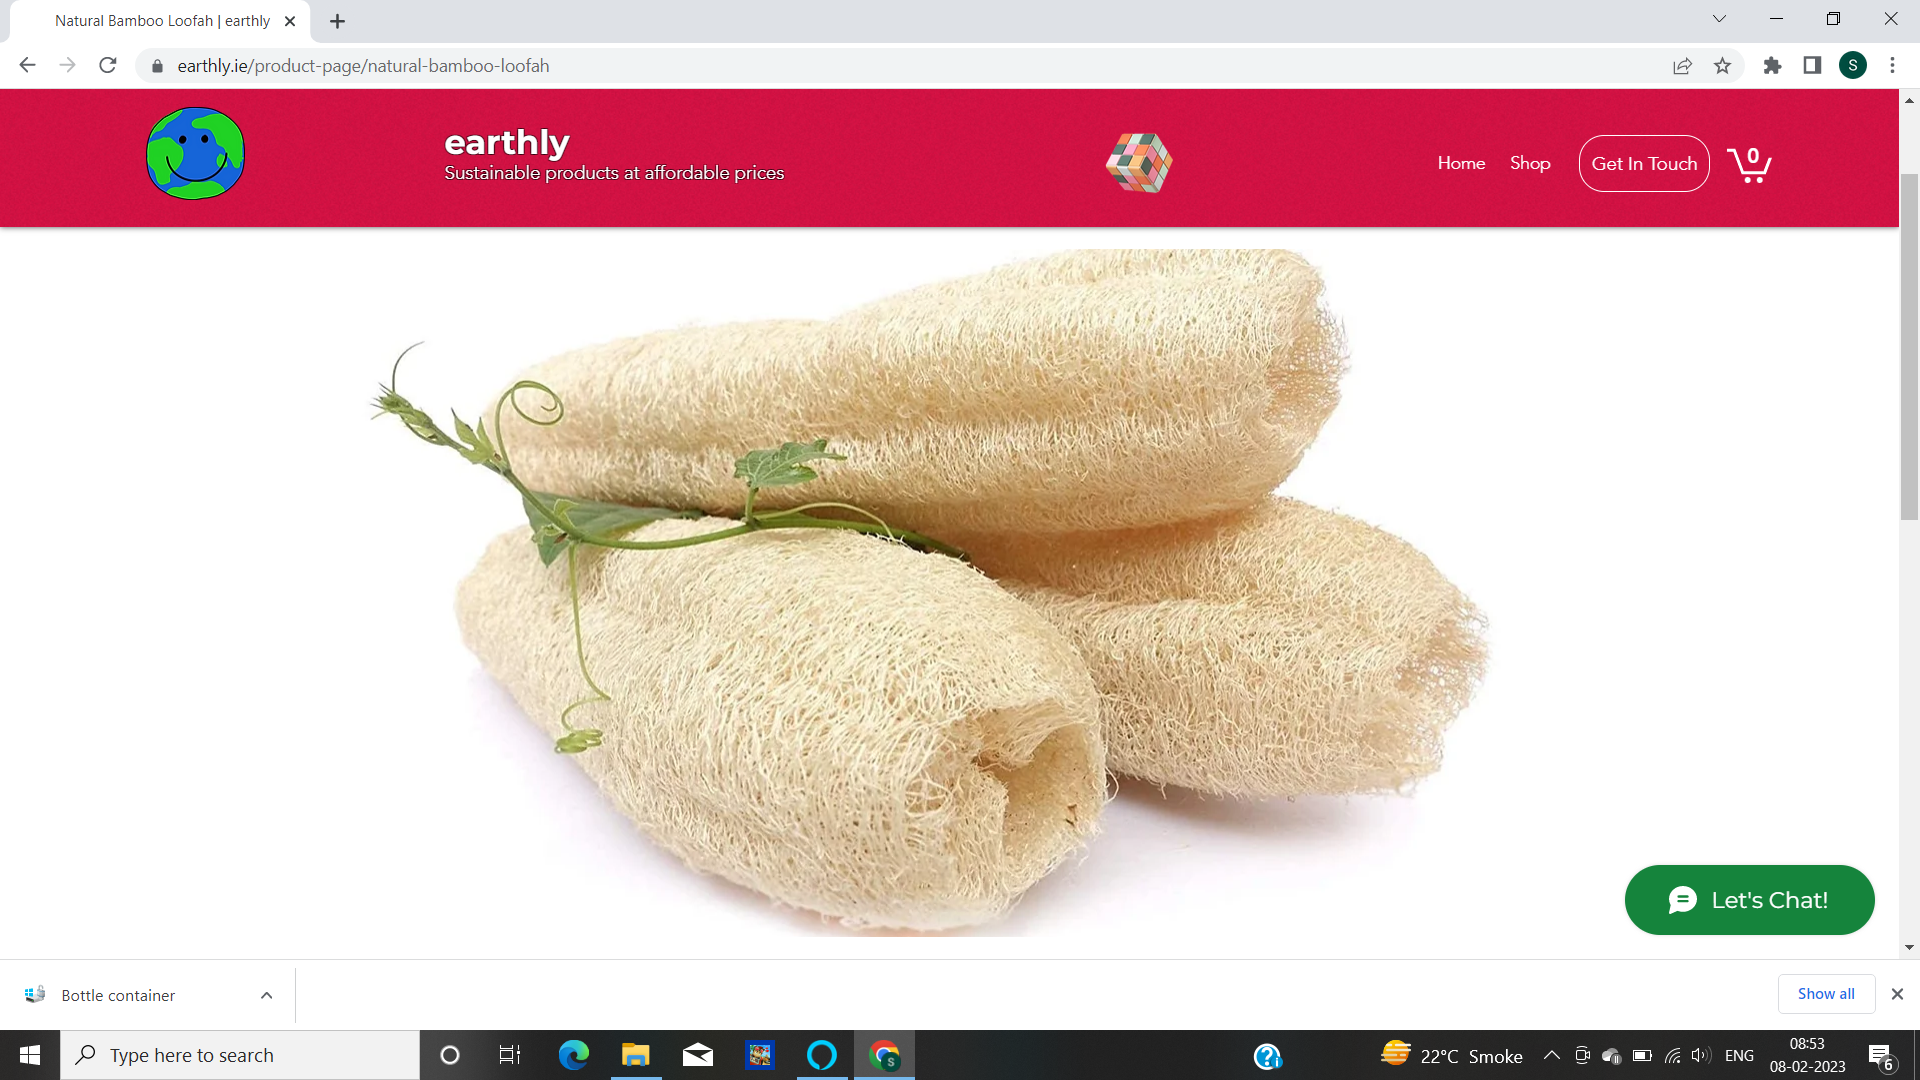 Natural Bamboo Loofah | earthly
earthly.ie/product-page/natural-bamboo-loofah
S
earthly
Sustainable products at affordable prices
Home
Shop
Get In Touch
0
Let's Chat!
Bottle container
Show all
Type here to search
S
22°C Smoke
ENG
08:53
08-02-2023
6